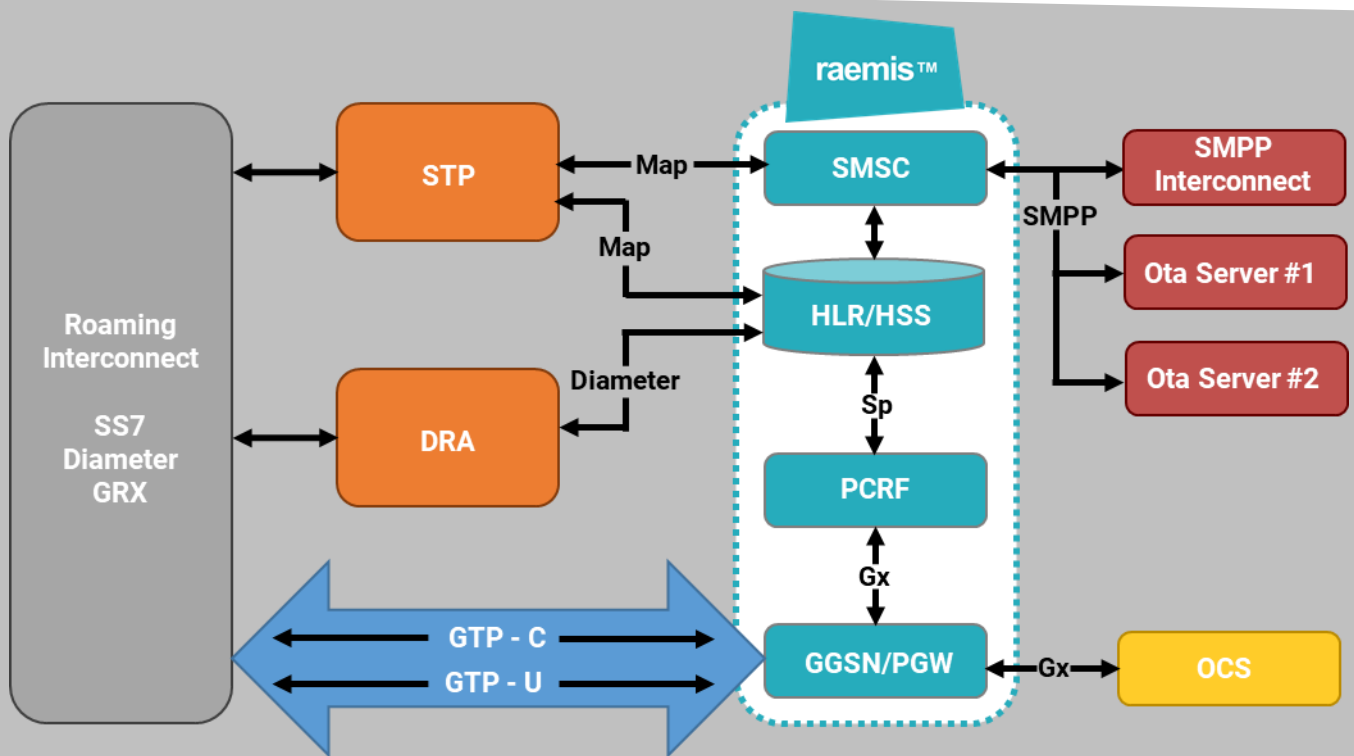 raemis™
Roaming
Interconnect
SS7
Diameter
GRX
STP
DRA
Map
Map
Diameter
SMSC
HLR/HSS
Sp
PCRF
Gx
GGSN/PGW
GTP - C
GTP - U
SMPP
SMPP
Interconnect
Ota Server #1
Ota Server #2
Gx
OCS